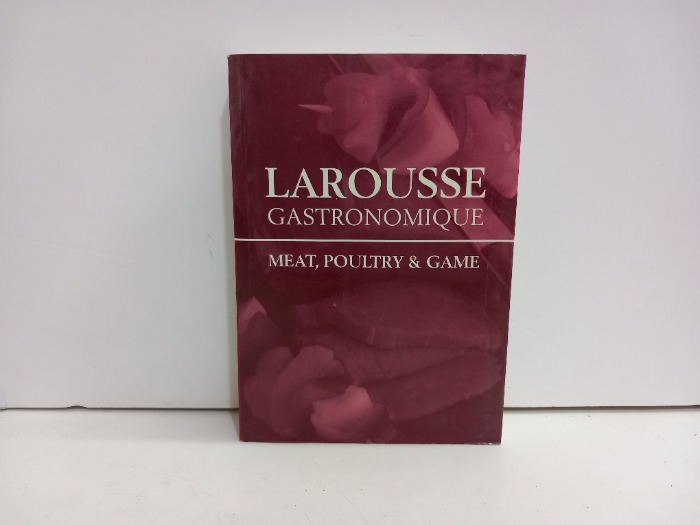 LAROUSSE
GASTRONOMIQUE
MEAT, POULTRY & GAME